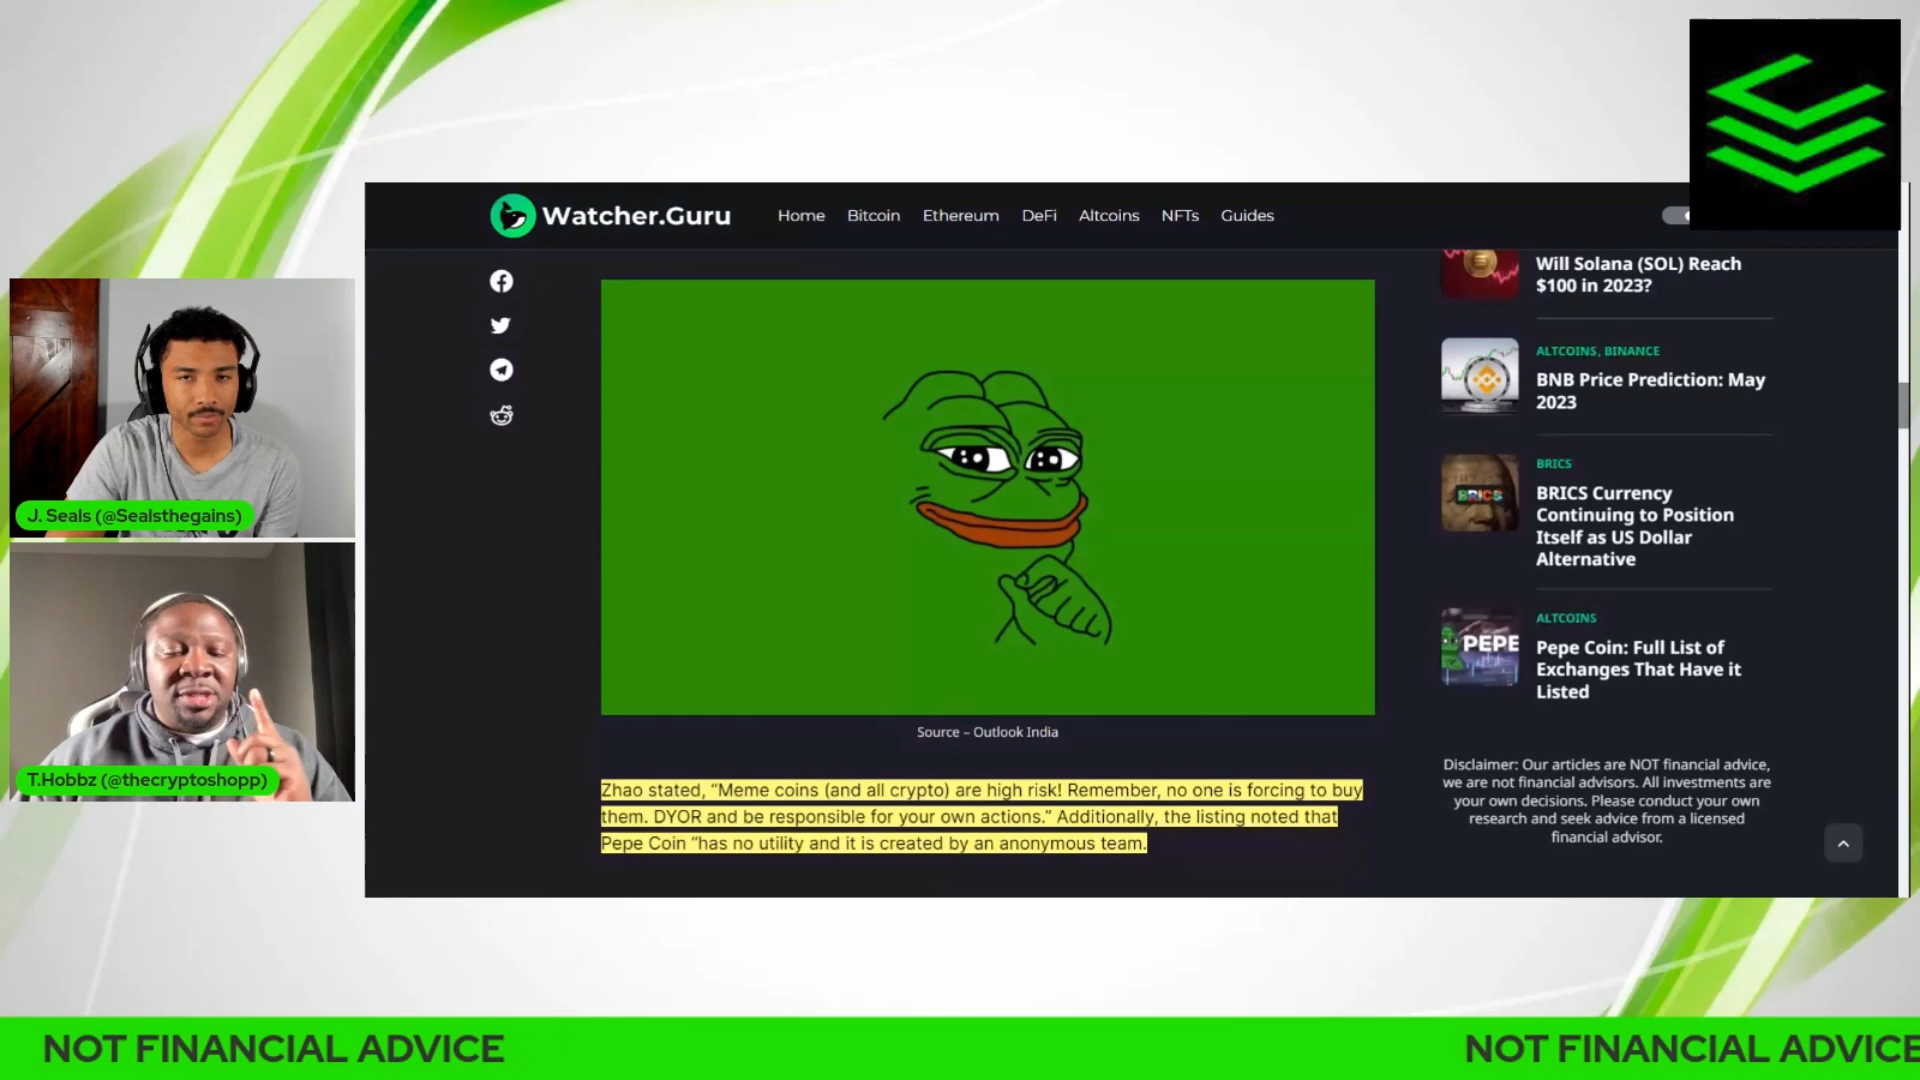 Watcher.Guru
Home Bitcoin Ethereum DeFi Altcoins NFTs Guides
Will Solana (SOL) Reach
$100 in 2023?
ALTCOINS, BINANCE
BNB Price Prediction: May
2023
BRICS
BRICS
BRICS Currency
Continuing to Position
Itself as US Dollar
Alternative
ALTCOINS
PEPE
Pepe Coin: Full List of
Exchanges That Have it
Listed
Disclaimer: Our articles are NOT financial advice,
we are not financial advisors. All investments are
your own decisions. Please conduct your own
research and seek advice from a licensed
financial advisor.
Source – Outlook India
Zhao stated, “Meme coins (and all crypto) are high risk! Remember, no one is forcing to buy
them. DYOR and be responsible for your own actions.” Additionally, the listing noted that
Pepe Coin “has no utility and it is created by an anonymous team.
J. Seals (@Sealsthegains)
T.Hobbz (@thecryptoshopp)
NOT FINANCIAL ADVICE
NOT FINANCIAL ADVICE